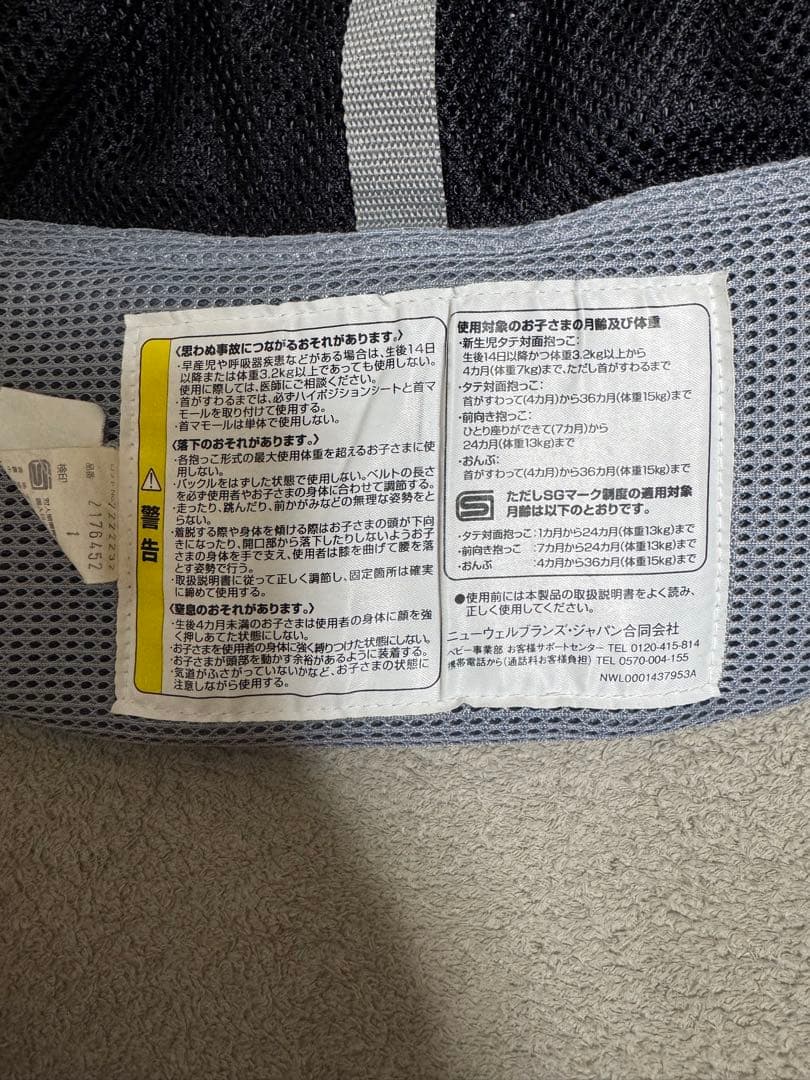 警告
〈思わぬ事故につながるおそれがあります。〉
・早産児や呼吸器疾患などがある場合は、生後14日
以降または体重3.2kg以上であっても使用しない。
使用に際しては、医師にご相談ください。
・首がすわるまでは、必ずハイポジションシートと首マ
モールを取り付けて使用する。
・首マモールは単体で使用しない。
〈落下のおそれがあります。〉
・各抱っこ形式の最大使用体重を超えるお子さまに使
用しない。
・バックルをはずした状態で使用しない。ベルトの長さ
を必ず使用者やお子さまの身体に合わせて調節する。
・走ったり、跳んだり、前かがみなどの無理な姿勢をと
らない。
・着脱する際や身体を傾ける際はお子さまの頭が下向
きになったり、開口部から落下したりしないようお子
さまの身体を手で支え、使用者は膝を曲げて腰を落
とす姿勢で行う。
・取扱説明書に従って正しく調節し、固定箇所は確実
に締めて使用する。
〈窒息のおそれがあります。〉
・生後4カ月未満のお子さまは使用者の身体に顔を強
く押しあてた状態にしない。
・お子さまを使用者の身体に強く縛りつけた状態にしない。
・お子さまが頭部を動かす余裕があるように装着する。
・気道がふさがっていないかなど、お子さまの状態に
注意しながら使用する。
使用対象のお子さまの月齢及び体重
・新生児タテ対面抱っこ:
生後14日以降かつ体重3.2kg以上から
4カ月(体重7kg)まで、ただし首がすわるまで
・タテ対面抱っこ:
首がすわって(4カ月)から36カ月(体重15kg)まで
・前向き抱っこ:
ひとり座りができて(7カ月)から
24カ月(体重13kg)まで
・おんぶ:
首がすわって(4カ月)から36カ月(体重15kg)まで
ただしSGマーク制度の適用対象
月齢は以下のとおりです。
・タテ対面抱っこ:1カ月から24カ月(体重13kg)まで
・前向き抱っこ :7カ月から24カ月(体重13kg)まで
・おんぶ :4カ月から36カ月(体重15kg)まで
●使用前には本製品の取扱説明書をよく読み、
正しく使用してください。
ニューウェルブランズ・ジャパン合同会社
ベビー事業部 お客様サポートセンター TEL 0120-415-814
携帯電話から(通話料お客様負担) TEL 0570-004-155
NWL0001437953A
品番
2176452
検印
1